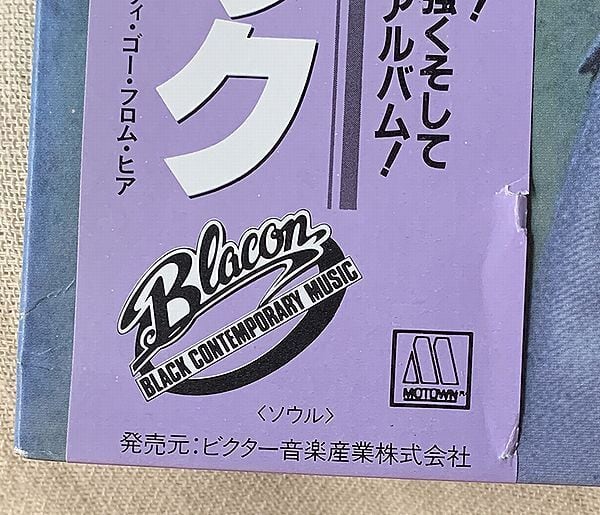 ！
強くそして
アルバム！
ク
ィ・ゴー・フロム・ヒア
Blacon
BLACK CONTEMPORARY MUSIC
MOTOWN
〈ソウル〉
発売元：ビクター音楽産業株式会社